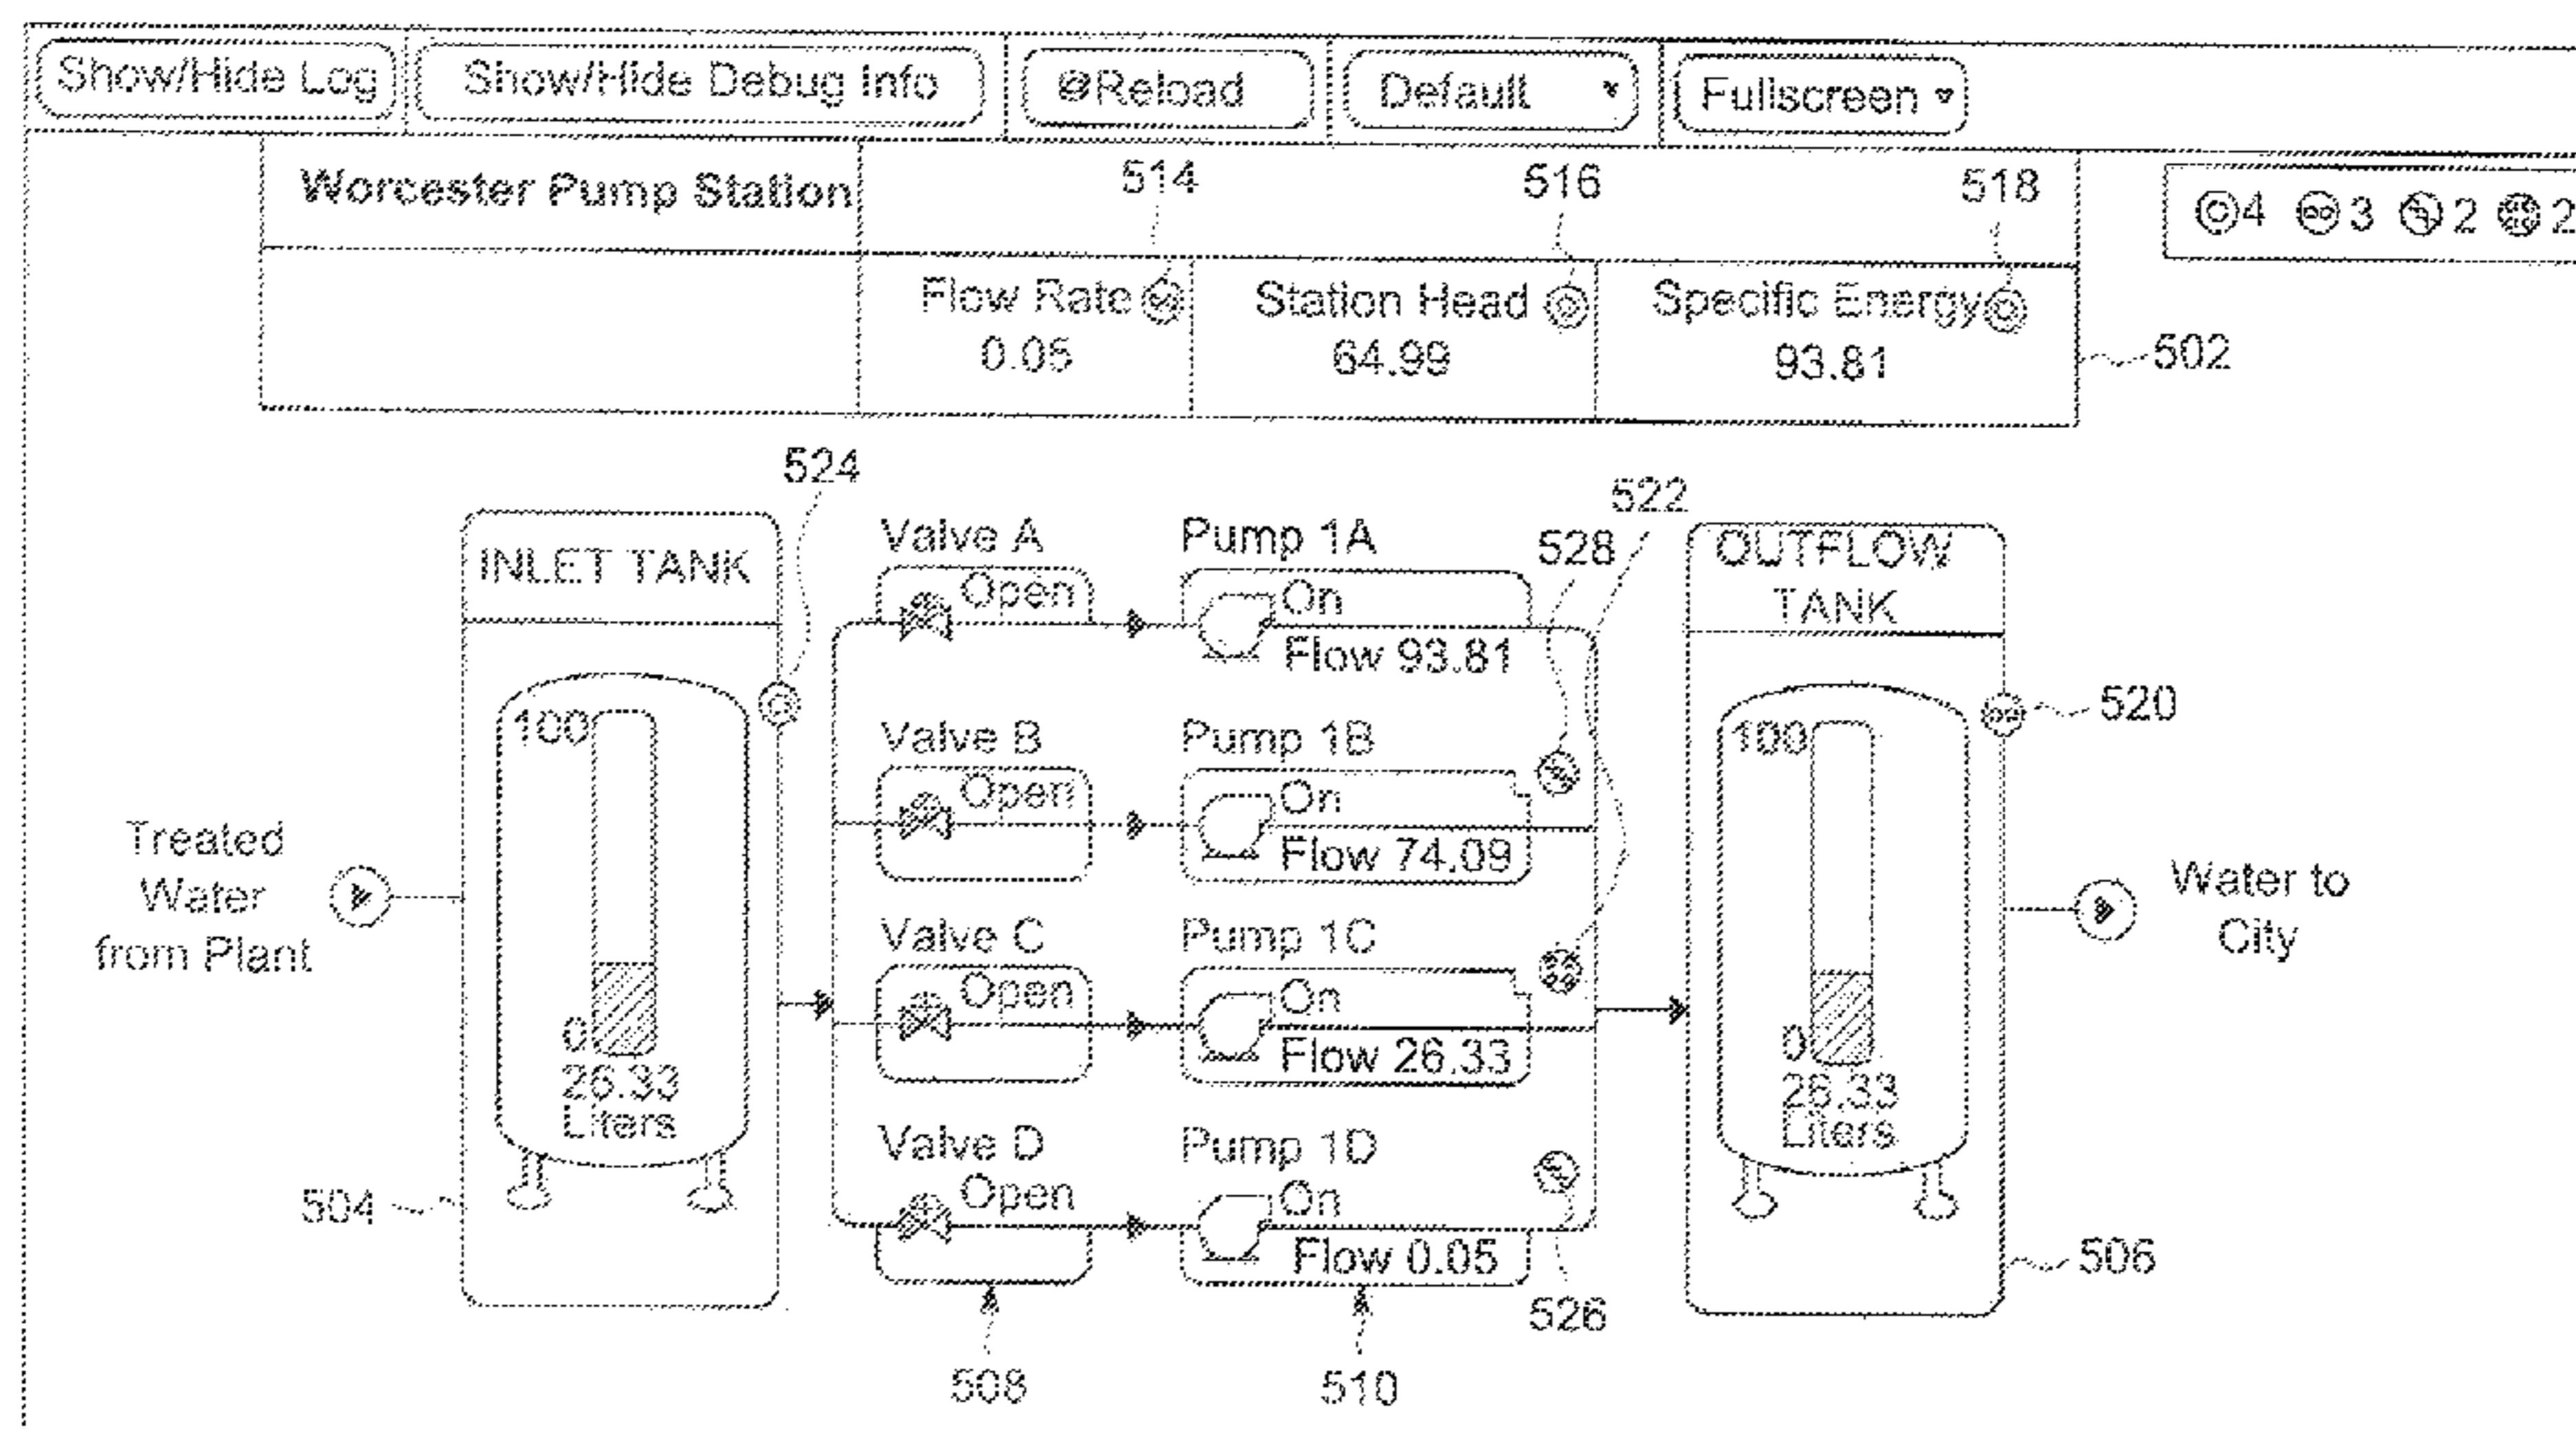 Show/Hide Log
Show/Hide Debug Info
@Reload
Default
Fullscreen
Worcester Pump Station
514
516
518
4 3 2 2
Flow Rate
0.05
Station Head
64.99
Specific Energy
93.81
502
524
522
528
INLET TANK
100
0
26.33
Liters
Valve A
Open
Pump 1A
On
Flow 93.81
Valve B
Open
Pump 1B
On
Flow 74.09
Valve C
Open
Pump 1C
On
Flow 26.33
Valve D
Open
Pump 1D
On
Flow 0.05
OUTFLOW
TANK
100
0
26.33
Liters
520
Treated
Water
from Plant
Water to
City
504
506
526
508
510